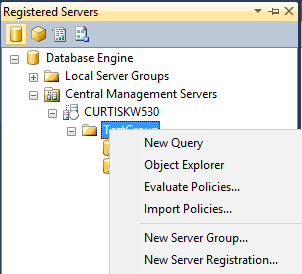 Registered Servers
Database Engine
Local Server Groups
Central Management Servers
CURTISKW530
TestGroup
New Query
Object Explorer
Evaluate Policies...
Import Policies...
New Server Group...
New Server Registration...